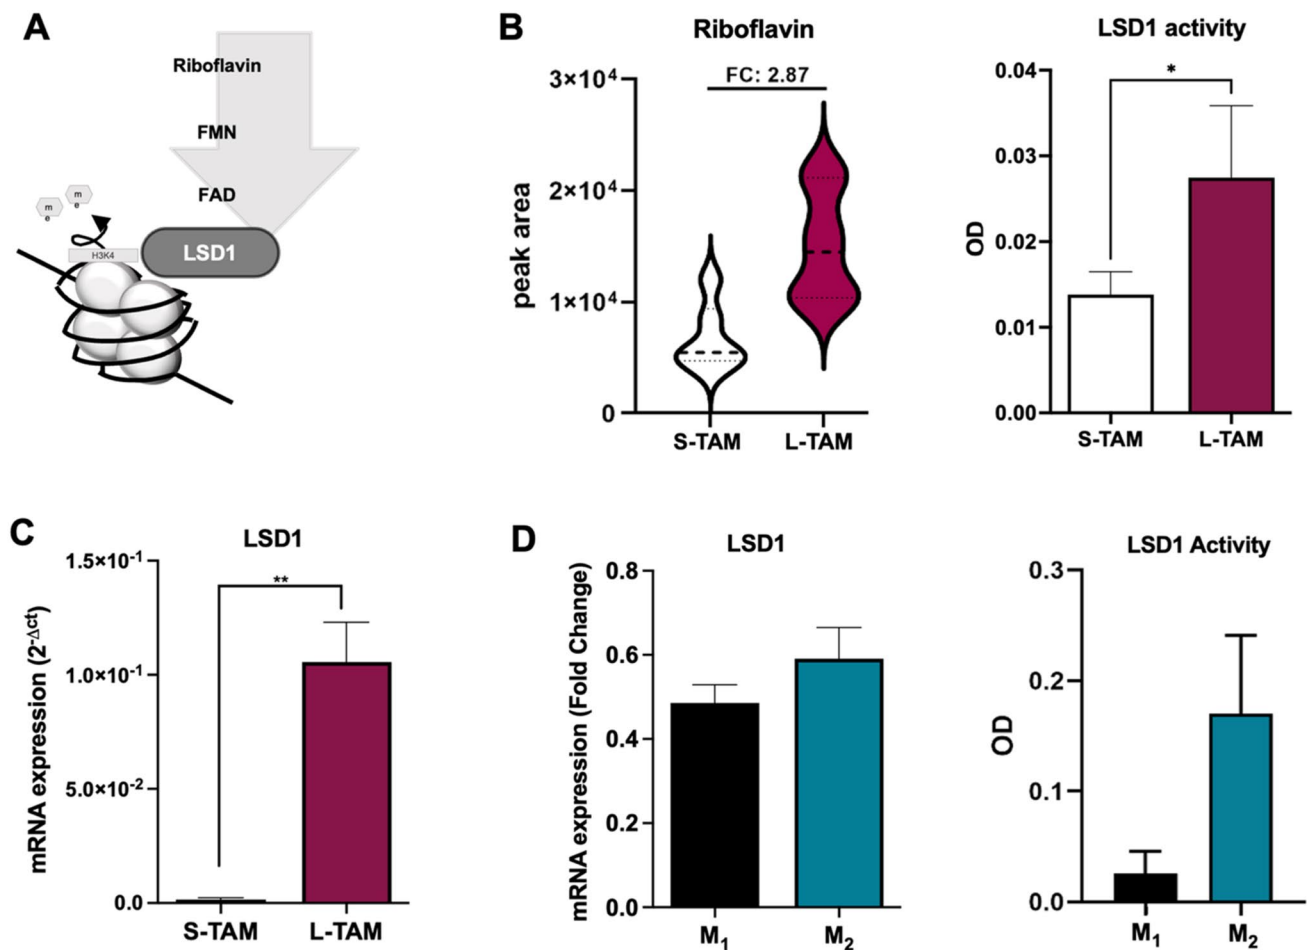 A
Riboflavin
FMN
FAD
m
e
m
e
H3K4
LSD1
B
Riboflavin
FC: 2.87
3×10⁴
2×10⁴
1×10⁴
0
peak area
S-TAM
L-TAM
LSD1 activity
*
0.04
0.03
0.02
0.01
0.00
OD
S-TAM
L-TAM
C
LSD1
**
1.5×10⁻¹
1.0×10⁻¹
5.0×10⁻²
0.0
mRNA expression (2⁻Δct)
S-TAM
L-TAM
D
LSD1
0.8
0.6
0.4
0.2
0.0
mRNA expression (Fold Change)
M₁
M₂
LSD1 Activity
0.3
0.2
0.1
0.0
OD
M₁
M₂